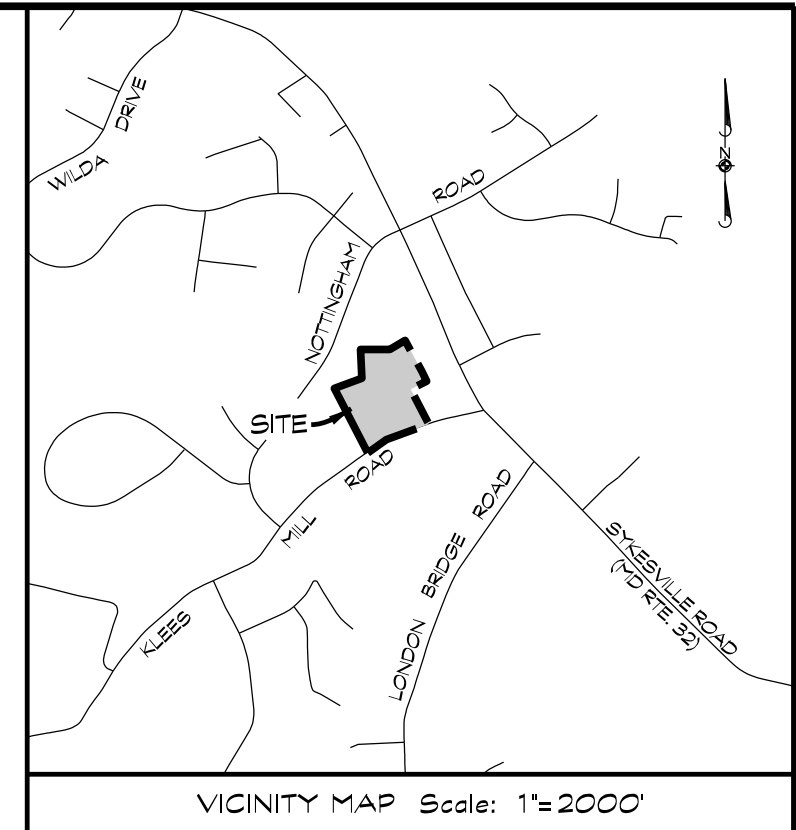 WILDA DRIVE
N
ROAD
NOTTINGHAM
SITE
KLEES MILL ROAD
LONDON BRIDGE ROAD
SYKESVILLE ROAD
(MD RTE. 32)
VICINITY MAP Scale: 1"=2000'